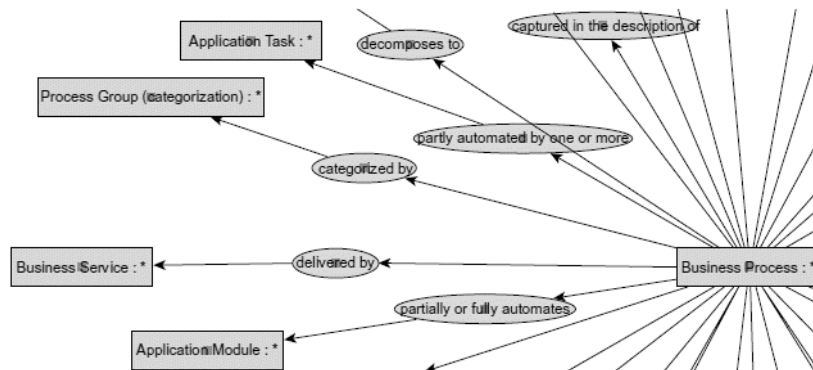 captured in the description of
Application Task : *
decomposes to
Process Group (categorization) : *
partly automated by one or more
categorized by
Business Service : *
delivered by
Business Process : *
partially or fully automates
Application Module : *